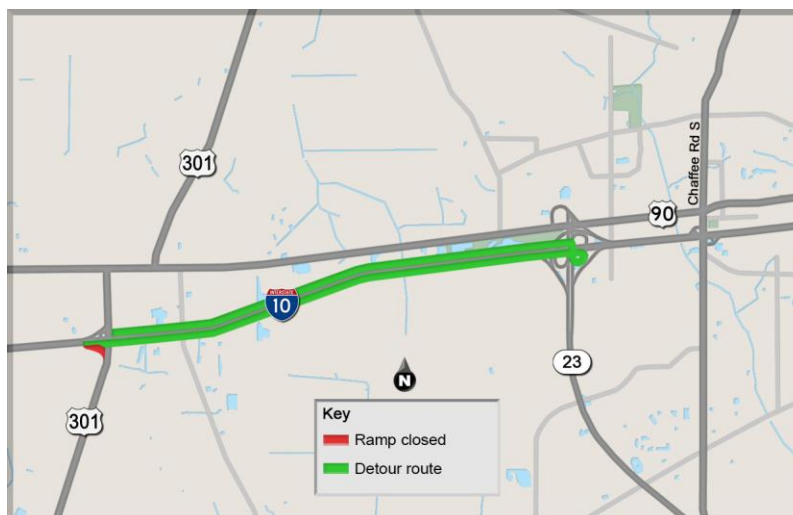 301
Chaffee Rd S
90
INTERSTATE
10
23
N
301
Key
Ramp closed
Detour route